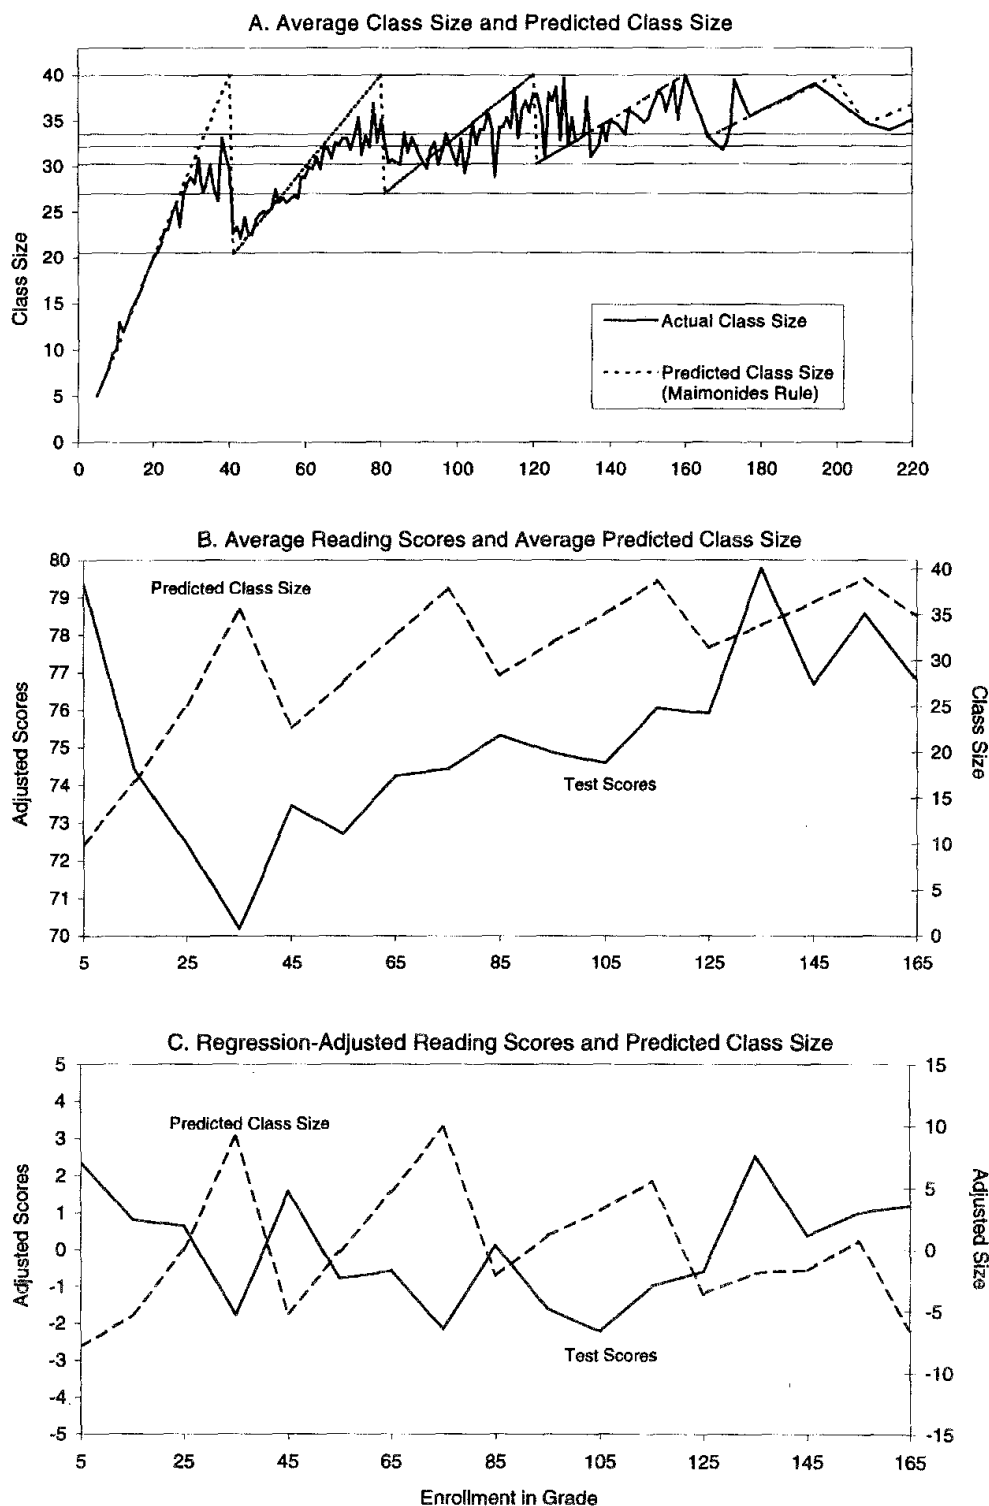 A. Average Class Size and Predicted Class Size
40
35
30
25
20
15
10
5
0
Class Size
Actual Class Size
Predicted Class Size
(Maimonides Rule)
0 20 40 60 80 100 120 140 160 180 200 220
B. Average Reading Scores and Average Predicted Class Size
80
79
78
77
76
75
74
73
72
71
70
Adjusted Scores
Predicted Class Size
Test Scores
40
35
30
25
20
15
10
5
0
Class Size
5 25 45 65 85 105 125 145 165
C. Regression-Adjusted Reading Scores and Predicted Class Size
5
4
3
2
1
0
-1
-2
-3
-4
-5
Adjusted Scores
Predicted Class Size
Test Scores
15
10
5
0
-5
-10
-15
Adjusted Size
5 25 45 65 85 105 125 145 165
Enrollment in Grade